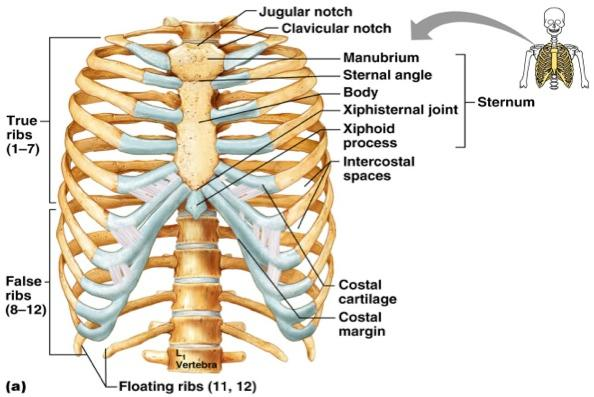 Jugular notch
Clavicular notch
Manubrium
Sternal angle
Body
Xiphisternal joint
Xiphoid
process
Sternum
Intercostal
spaces
True
ribs
(1–7)
False
ribs
(8–12)
Costal
cartilage
Costal
margin
L1
Vertebra
Floating ribs (11, 12)
(a)